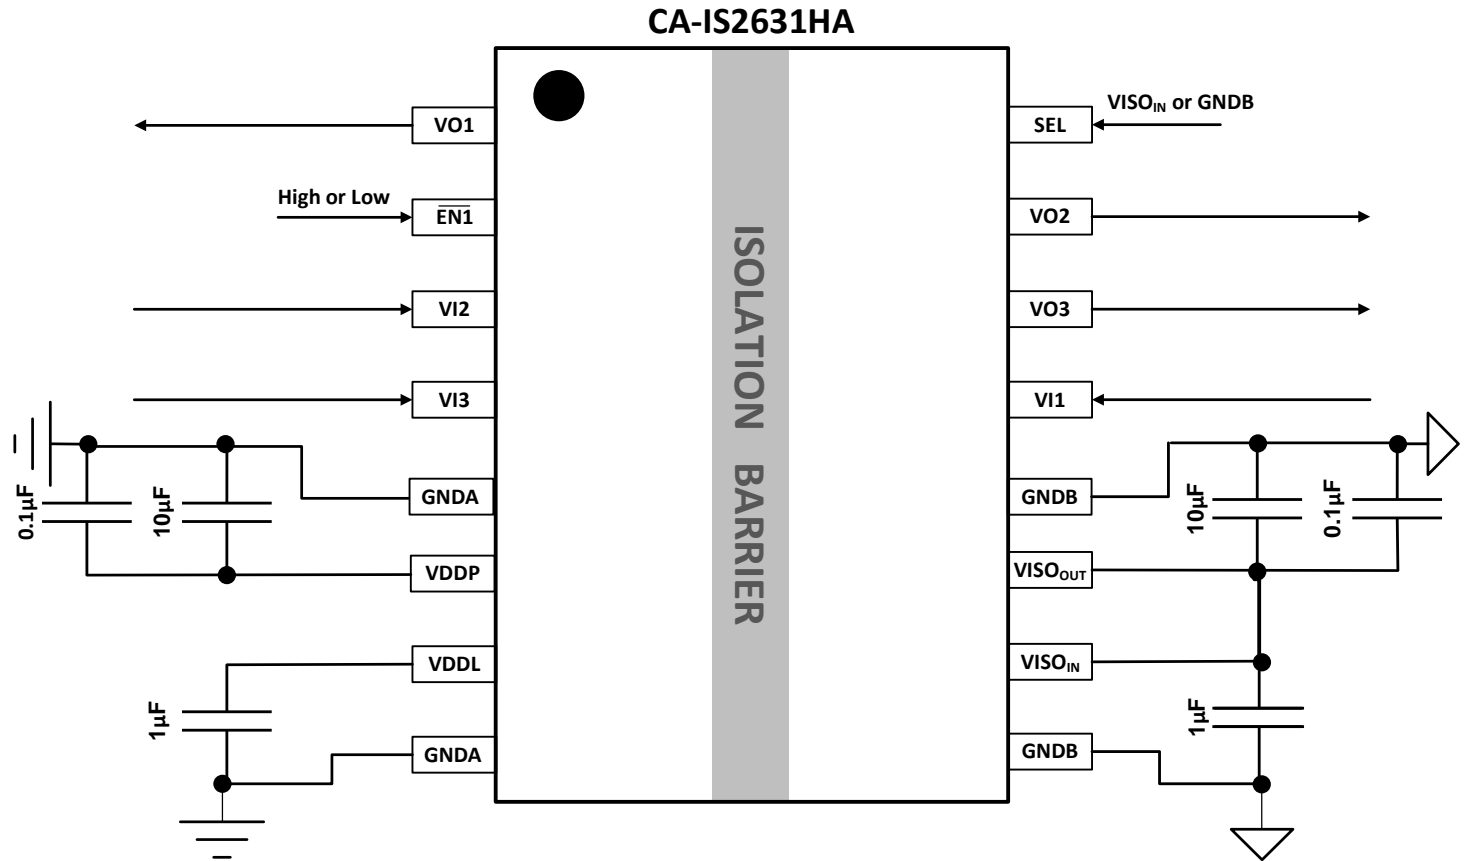 CA-IS2631HA
VISOIN or GNDB
VO1
SEL
High or Low
EN1
VO2
VI2
VO3
VI3
VI1
ISOLATION BARRIER
GNDA
GNDB
0.1µF
10µF
10µF
0.1µF
VDDP
VISOOUT
VDDL
VISOIN
1µF
1µF
GNDA
GNDB